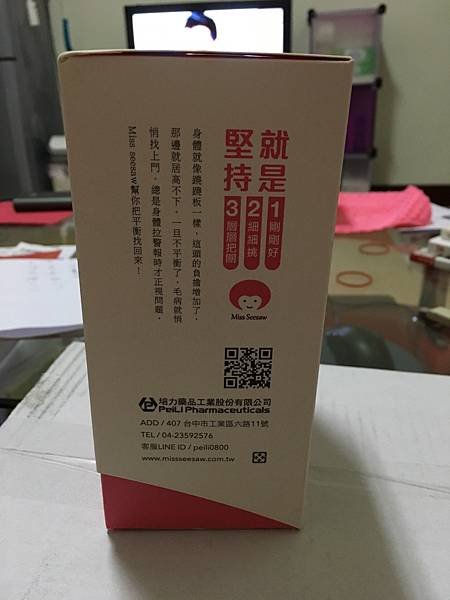 就是
堅持
1 剛剛好
2 細細挑
3 層層把關
Miss Seesaw
身體就像蹺蹺板一樣，這頭的負擔增加了，
那邊就居高不下，一旦不平衡了，毛病就悄
悄找上門，總是身體拉警報時才正視問題，
Miss seesaw幫你把平衡找回來！
培力藥品工業股份有限公司
PeiLi Pharmaceuticals
ADD / 407 台中市工業區六路11號
TEL / 04-23592576
客服LINE ID / peili0800
www.missseesaw.com.tw